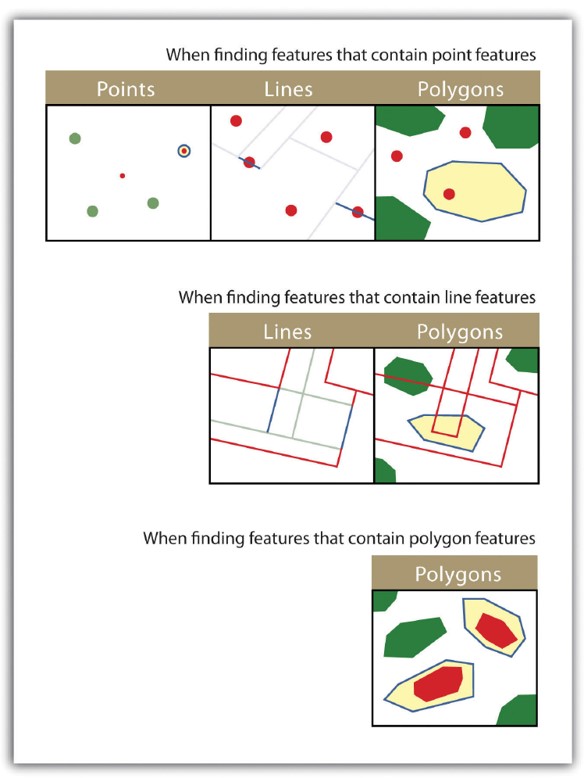 When finding features that contain point features
Points Lines Polygons
When finding features that contain line features
Lines Polygons
When finding features that contain polygon features
Polygons